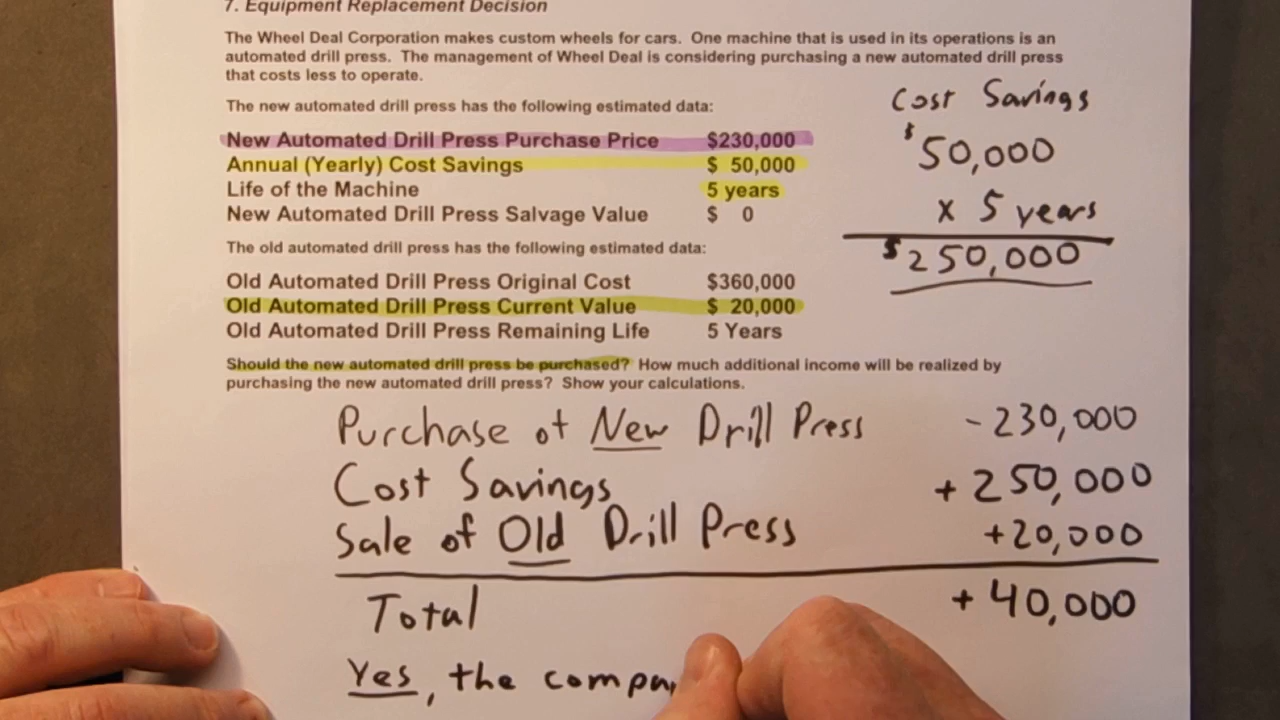 7. Equipment Replacement Decision
The Wheel Deal Corporation makes custom wheels for cars. One machine that is used in its operations is an
automated drill press. The management of Wheel Deal is considering purchasing a new automated drill press
that costs less to operate.
The new automated drill press has the following estimated data:
New Automated Drill Press Purchase Price $230,000
Annual (Yearly) Cost Savings $ 50,000
Life of the Machine 5 years
New Automated Drill Press Salvage Value $ 0
The old automated drill press has the following estimated data:
Old Automated Drill Press Original Cost $360,000
Old Automated Drill Press Current Value $ 20,000
Old Automated Drill Press Remaining Life 5 Years
Should the new automated drill press be purchased? How much additional income will be realized by
purchasing the new automated drill press? Show your calculations.
Cost Savings
$50,000
x 5 years
$250,000
Purchase of New Drill Press - 230,000
Cost Savings + 250,000
Sale of Old Drill Press +20,000
Total + 40,000
Yes, the